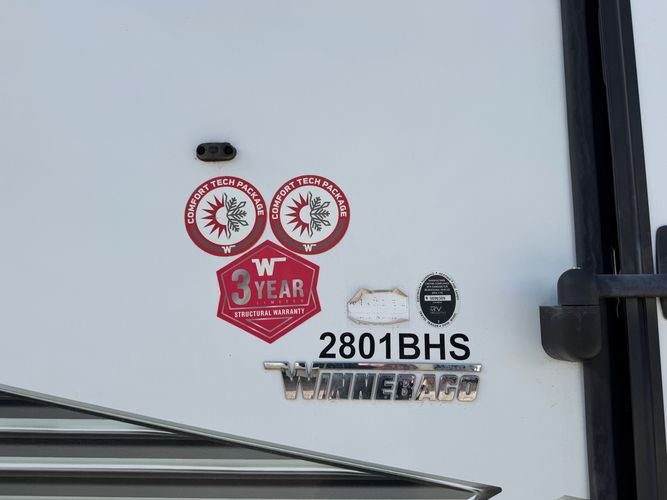 COMFORT TECH PACKAGE
COMFORT TECH PACKAGE
3 YEAR
LIMITED
STRUCTURAL WARRANTY
2801BHS
WINNEBAGO